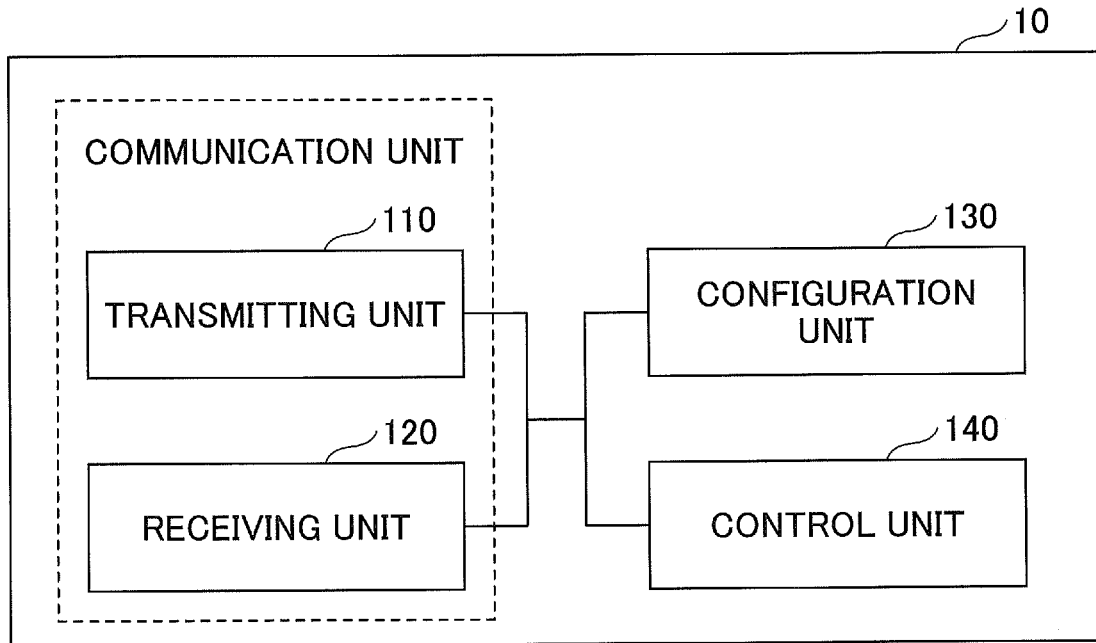 10
COMMUNICATION UNIT
110
TRANSMITTING UNIT
120
RECEIVING UNIT
130
CONFIGURATION
UNIT
140
CONTROL UNIT